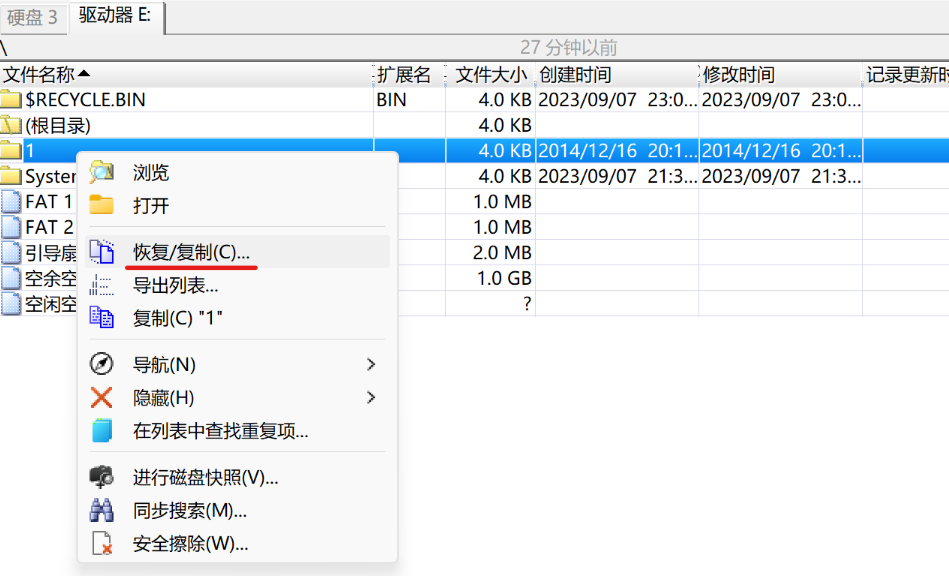 硬盘 3 驱动器 E:
\ 27 分钟以前
文件名称 扩展名 文件大小 创建时间 修改时间 记录更新时
$RECYCLE.BIN BIN 4.0 KB 2023/09/07 23:0... 2023/09/07 23:0...
(根目录) 4.0 KB
1 4.0 KB 2014/12/16 20:1... 2014/12/16 20:1...
System 4.0 KB 2023/09/07 21:3... 2023/09/07 21:3...
FAT 1 1.0 MB
FAT 2 1.0 MB
引导扇 2.0 MB
空余空 1.0 GB
空闲空 ?
浏览
打开
恢复/复制(C)...
导出列表...
复制(C) "1"
导航(N)
隐藏(H)
在列表中查找重复项...
进行磁盘快照(V)...
同步搜索(M)...
安全擦除(W)...